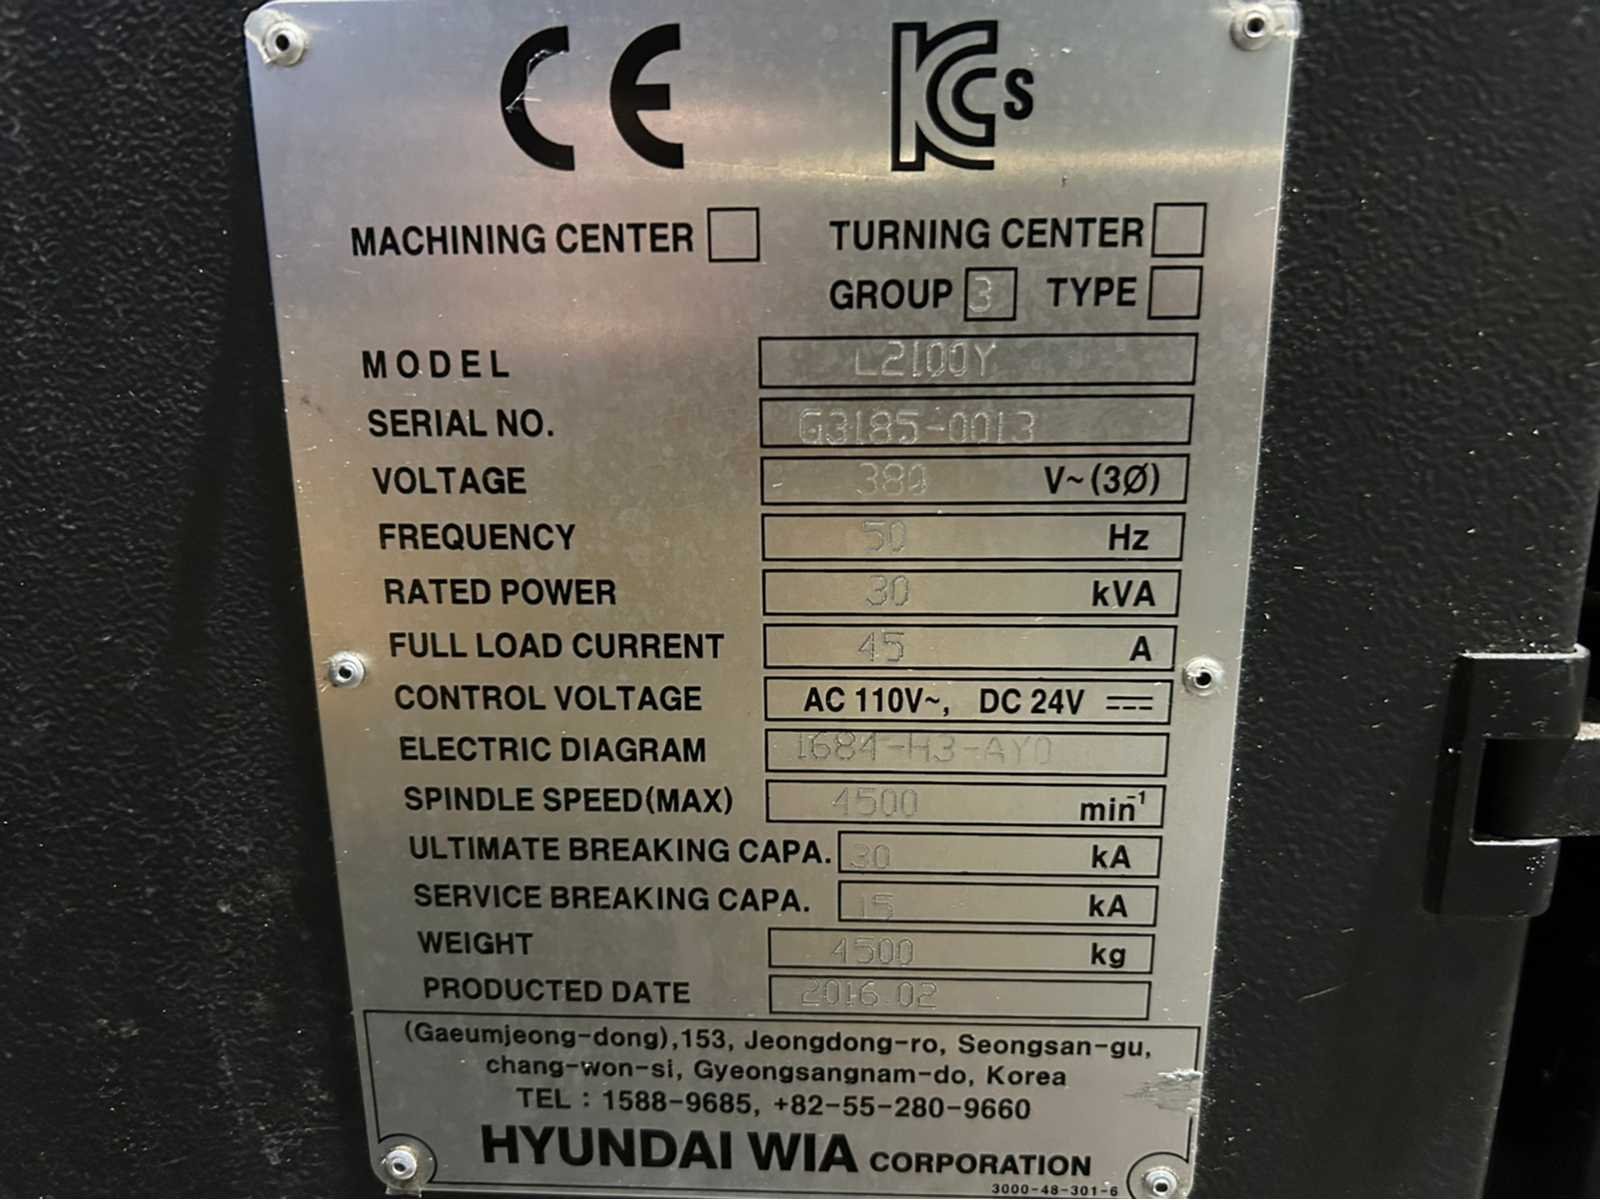 CE KCs
MACHINING CENTER TURNING CENTER
GROUP 3 TYPE
MODEL L2100Y
SERIAL NO. G3185-0013
VOLTAGE 380 V~(3Ø)
FREQUENCY 50 Hz
RATED POWER 30 kVA
FULL LOAD CURRENT 45 A
CONTROL VOLTAGE AC 110V~, DC 24V ⎓
ELECTRIC DIAGRAM 1684-H3-AY0
SPINDLE SPEED(MAX) 4500 min⁻¹
ULTIMATE BREAKING CAPA. 30 kA
SERVICE BREAKING CAPA. 15 kA
WEIGHT 4500 kg
PRODUCTED DATE 2016.02
(Gaeumjeong-dong),153, Jeongdong-ro, Seongsan-gu,
chang-won-si, Gyeongsangnam-do, Korea
TEL : 1588-9685, +82-55-280-9660
HYUNDAI WIA CORPORATION
3000-48-301-6